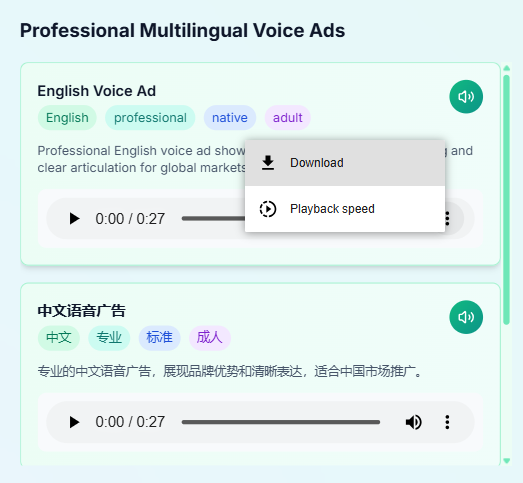 Professional Multilingual Voice Ads
English Voice Ad
English professional native adult
Professional English voice ad show and
clear articulation for global markets
Download
Playback speed
0:00 / 0:27
中文语音广告
中文 专业 标准 成人
专业的中文语音广告，展现品牌优势和清晰表达，适合中国市场推广。
0:00 / 0:27